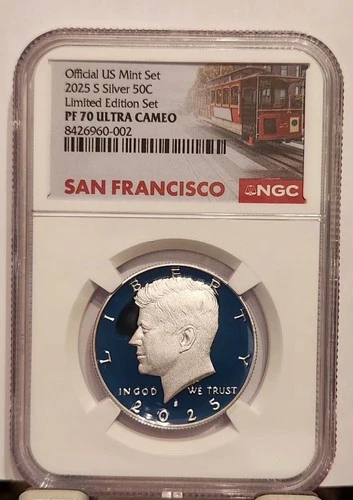 Official US Mint Set
2025 S Silver 50C
Limited Edition Set
PF 70 ULTRA CAMEO
8426960-002
SAN FRANCISCO
NGC
LIBERTY
IN GOD WE TRUST
2025